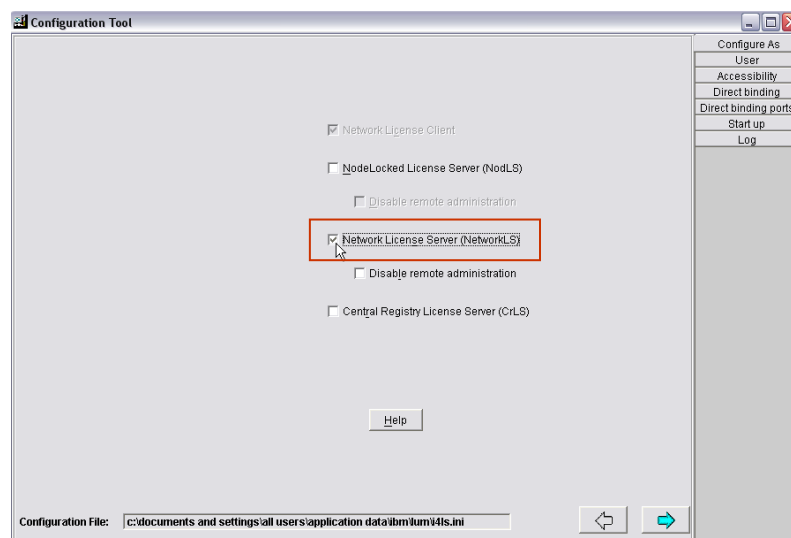 Configuration Tool
Configure As
User
Accessibility
Direct binding
Direct binding ports
Start up
Log
Network License Client
NodeLocked License Server (NodLS)
Disable remote administration
Network License Server (NetworkLS)
Disable remote administration
Central Registry License Server (CrLS)
Help
Configuration File: c:\documents and settings\all users\application data\ibm\lum\i4ls.ini